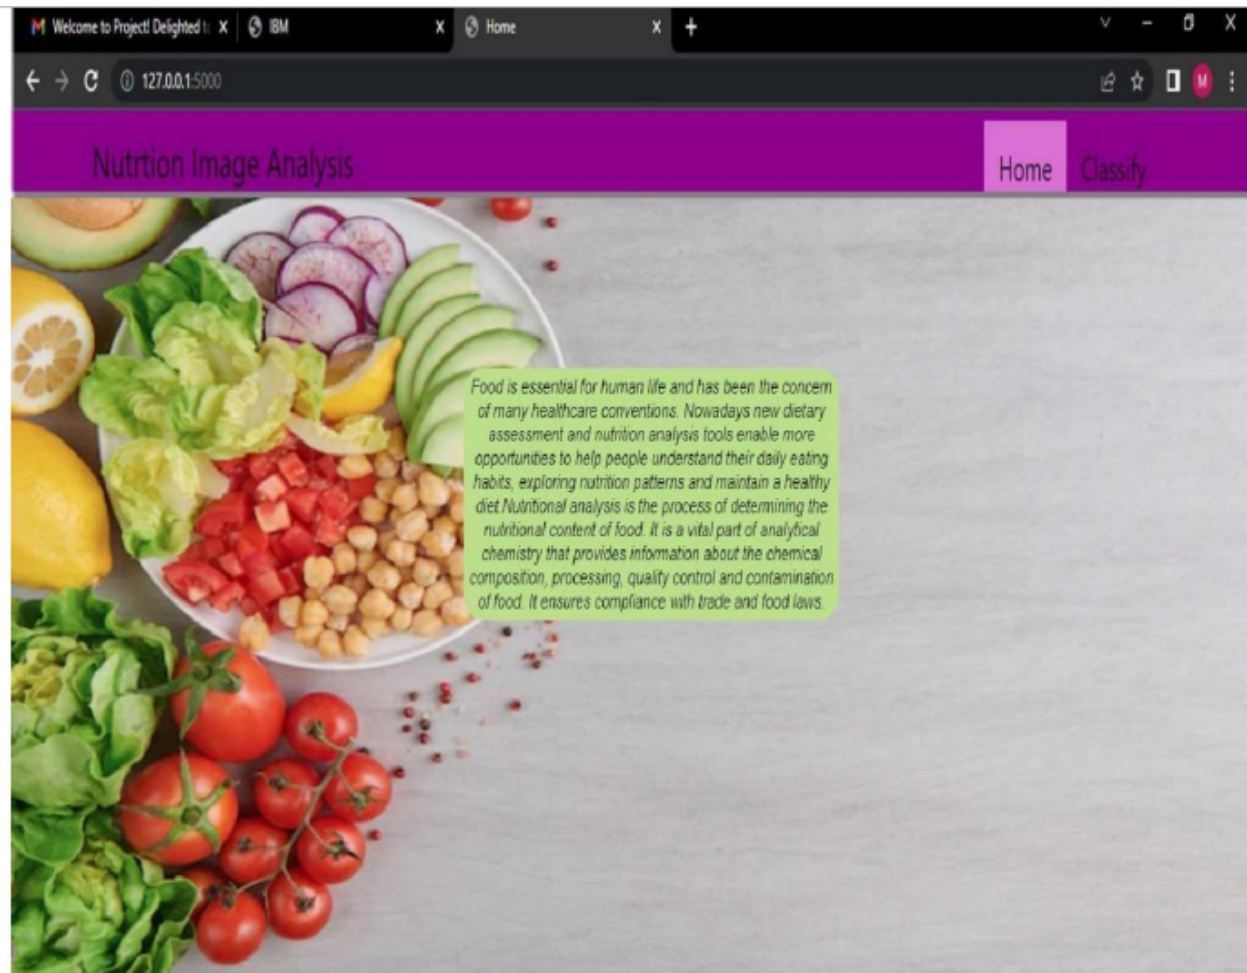 Welcome to Project! Delighted t
IBM
Home
127.0.0.1:5000
M
Nutrtion Image Analysis
Home
Classify
Food is essential for human life and has been the concern
of many healthcare conventions. Nowadays new dietary
assessment and nutrition analysis tools enable more
opportunities to help people understand their daily eating
habits, exploring nutrition patterns and maintain a healthy
diet.Nutritional analysis is the process of determining the
nutritional content of food. It is a vital part of analytical
chemistry that provides information about the chemical
composition, processing, quality control and contamination
of food. It ensures compliance with trade and food laws.